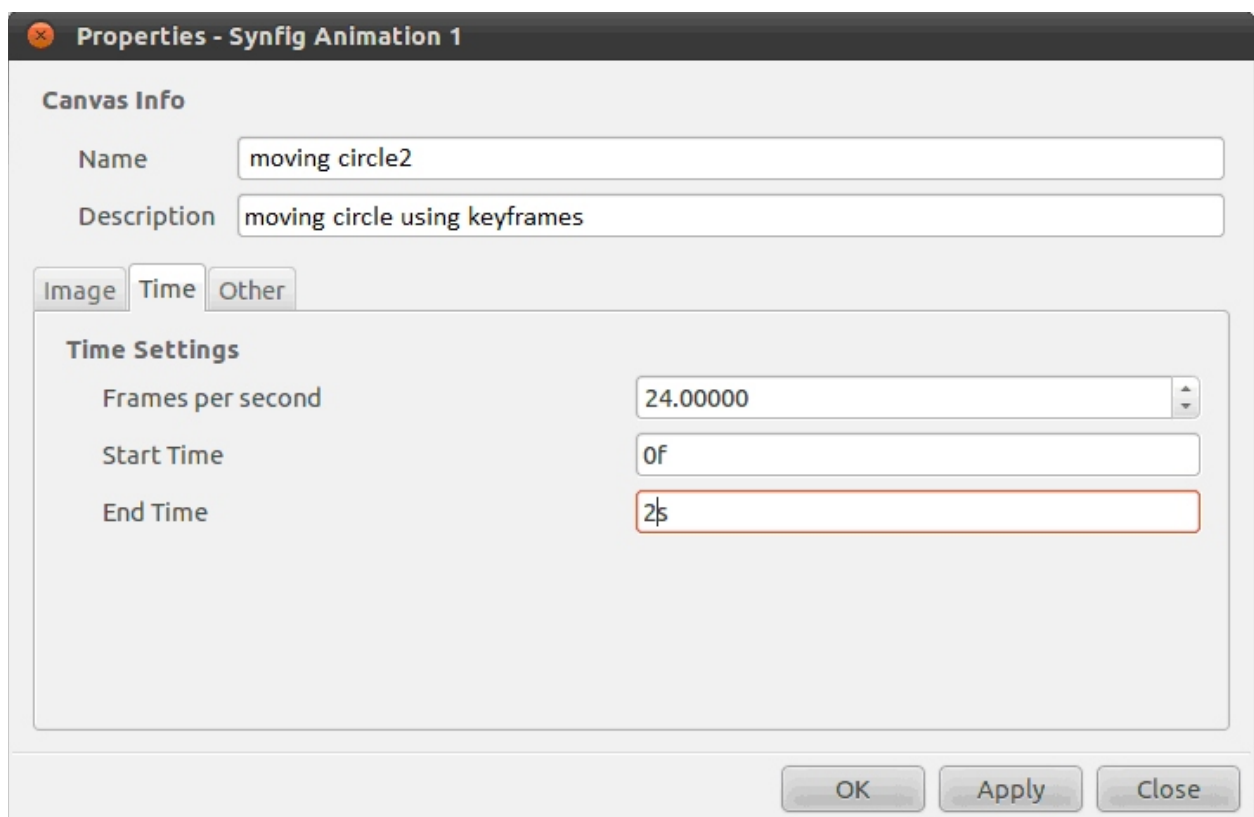 Properties - Synfig Animation 1
Canvas Info
Name moving circle2
Description moving circle using keyframes
Image Time Other
Time Settings
Frames per second 24.00000
Start Time 0f
End Time 2s
OK Apply Close